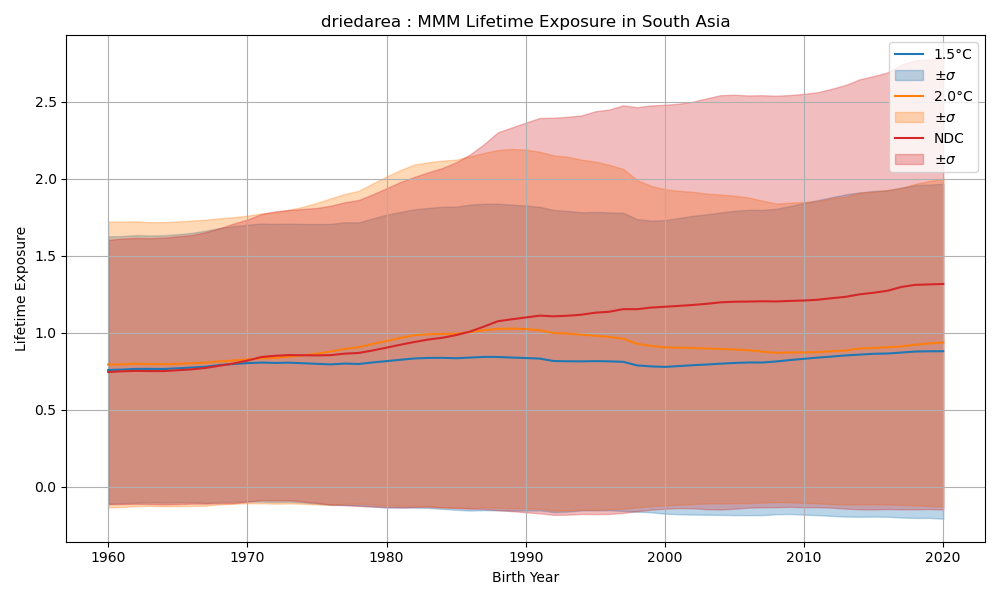 driedarea : MMM Lifetime Exposure in South Asia
Lifetime Exposure
2.5
2.0
1.5
1.0
0.5
0.0
1960 1970 1980 1990 2000 2010 2020
Birth Year
1.5°C
±σ
2.0°C
±σ
NDC
±σ